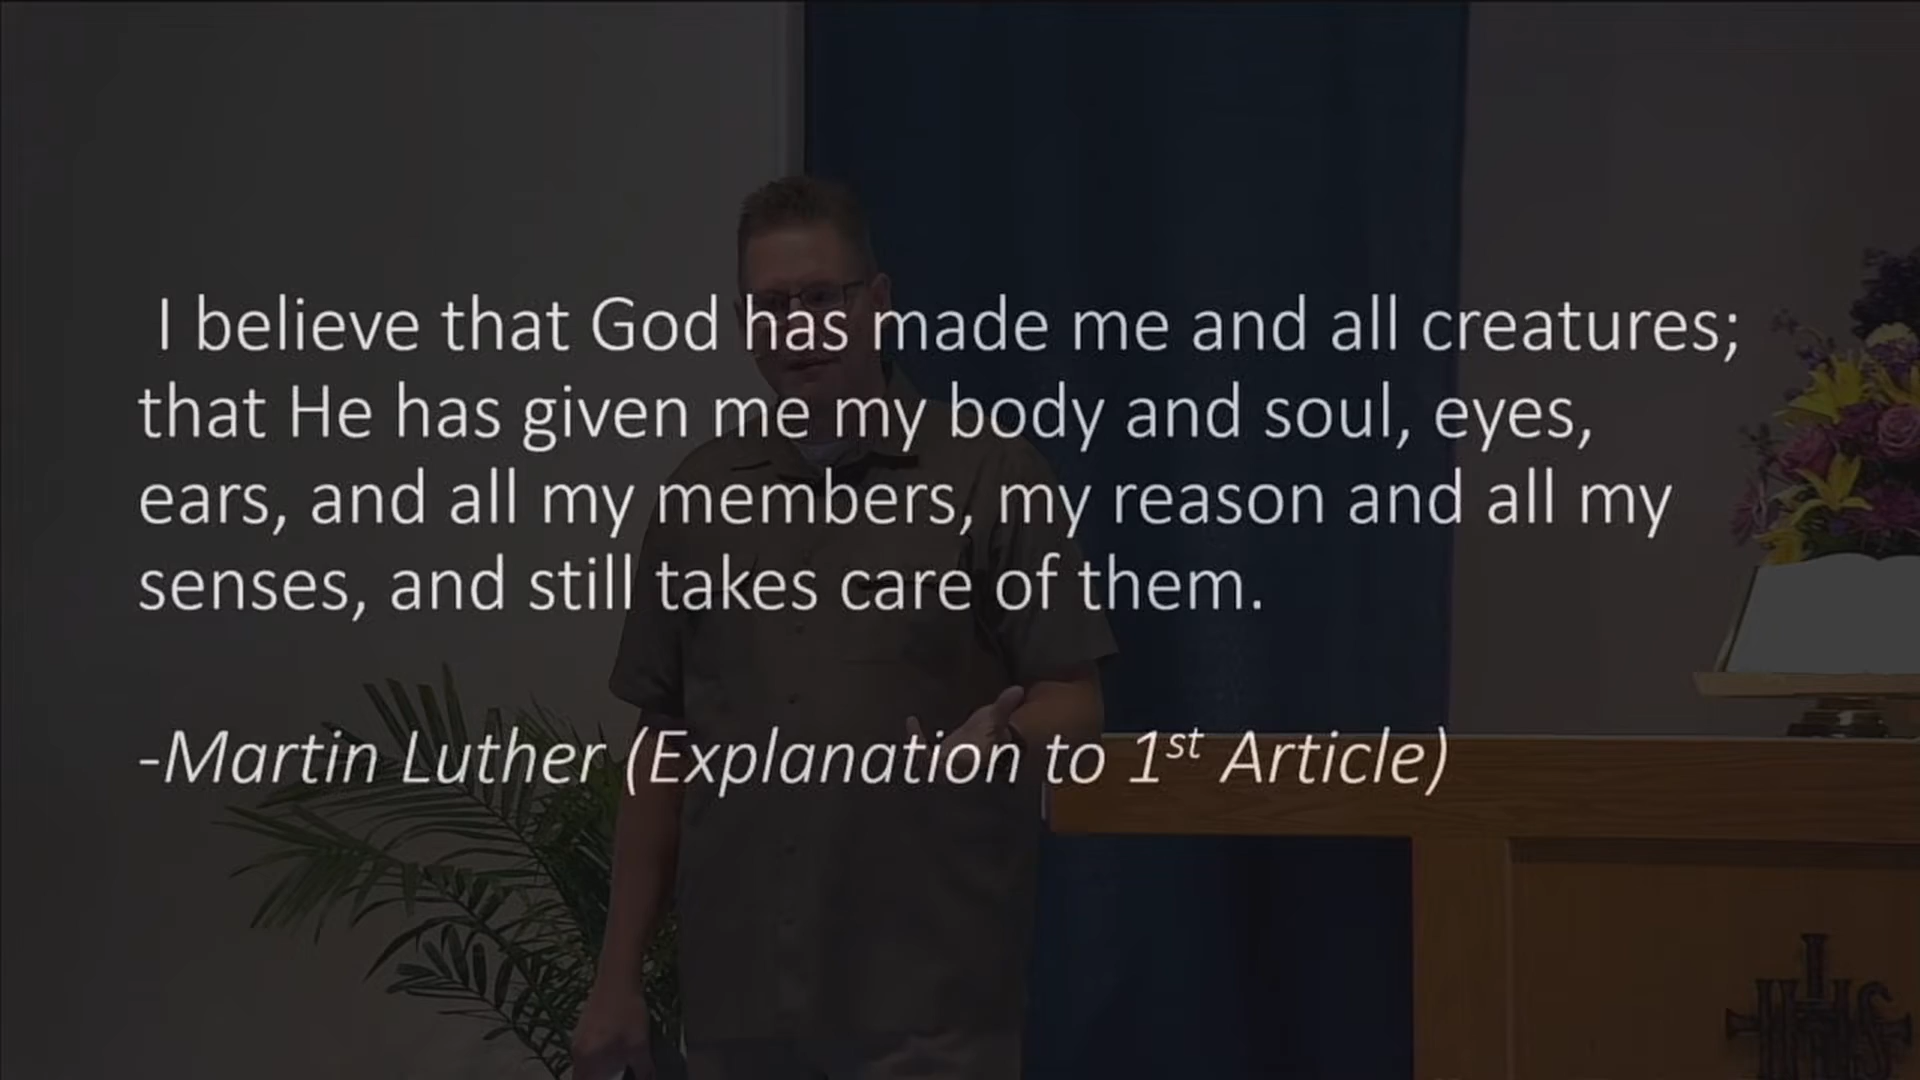 I believe that God has made me and all creatures;
that He has given me my body and soul, eyes,
ears, and all my members, my reason and all my
senses, and still takes care of them.
-Martin Luther (Explanation to 1st Article)
IHS